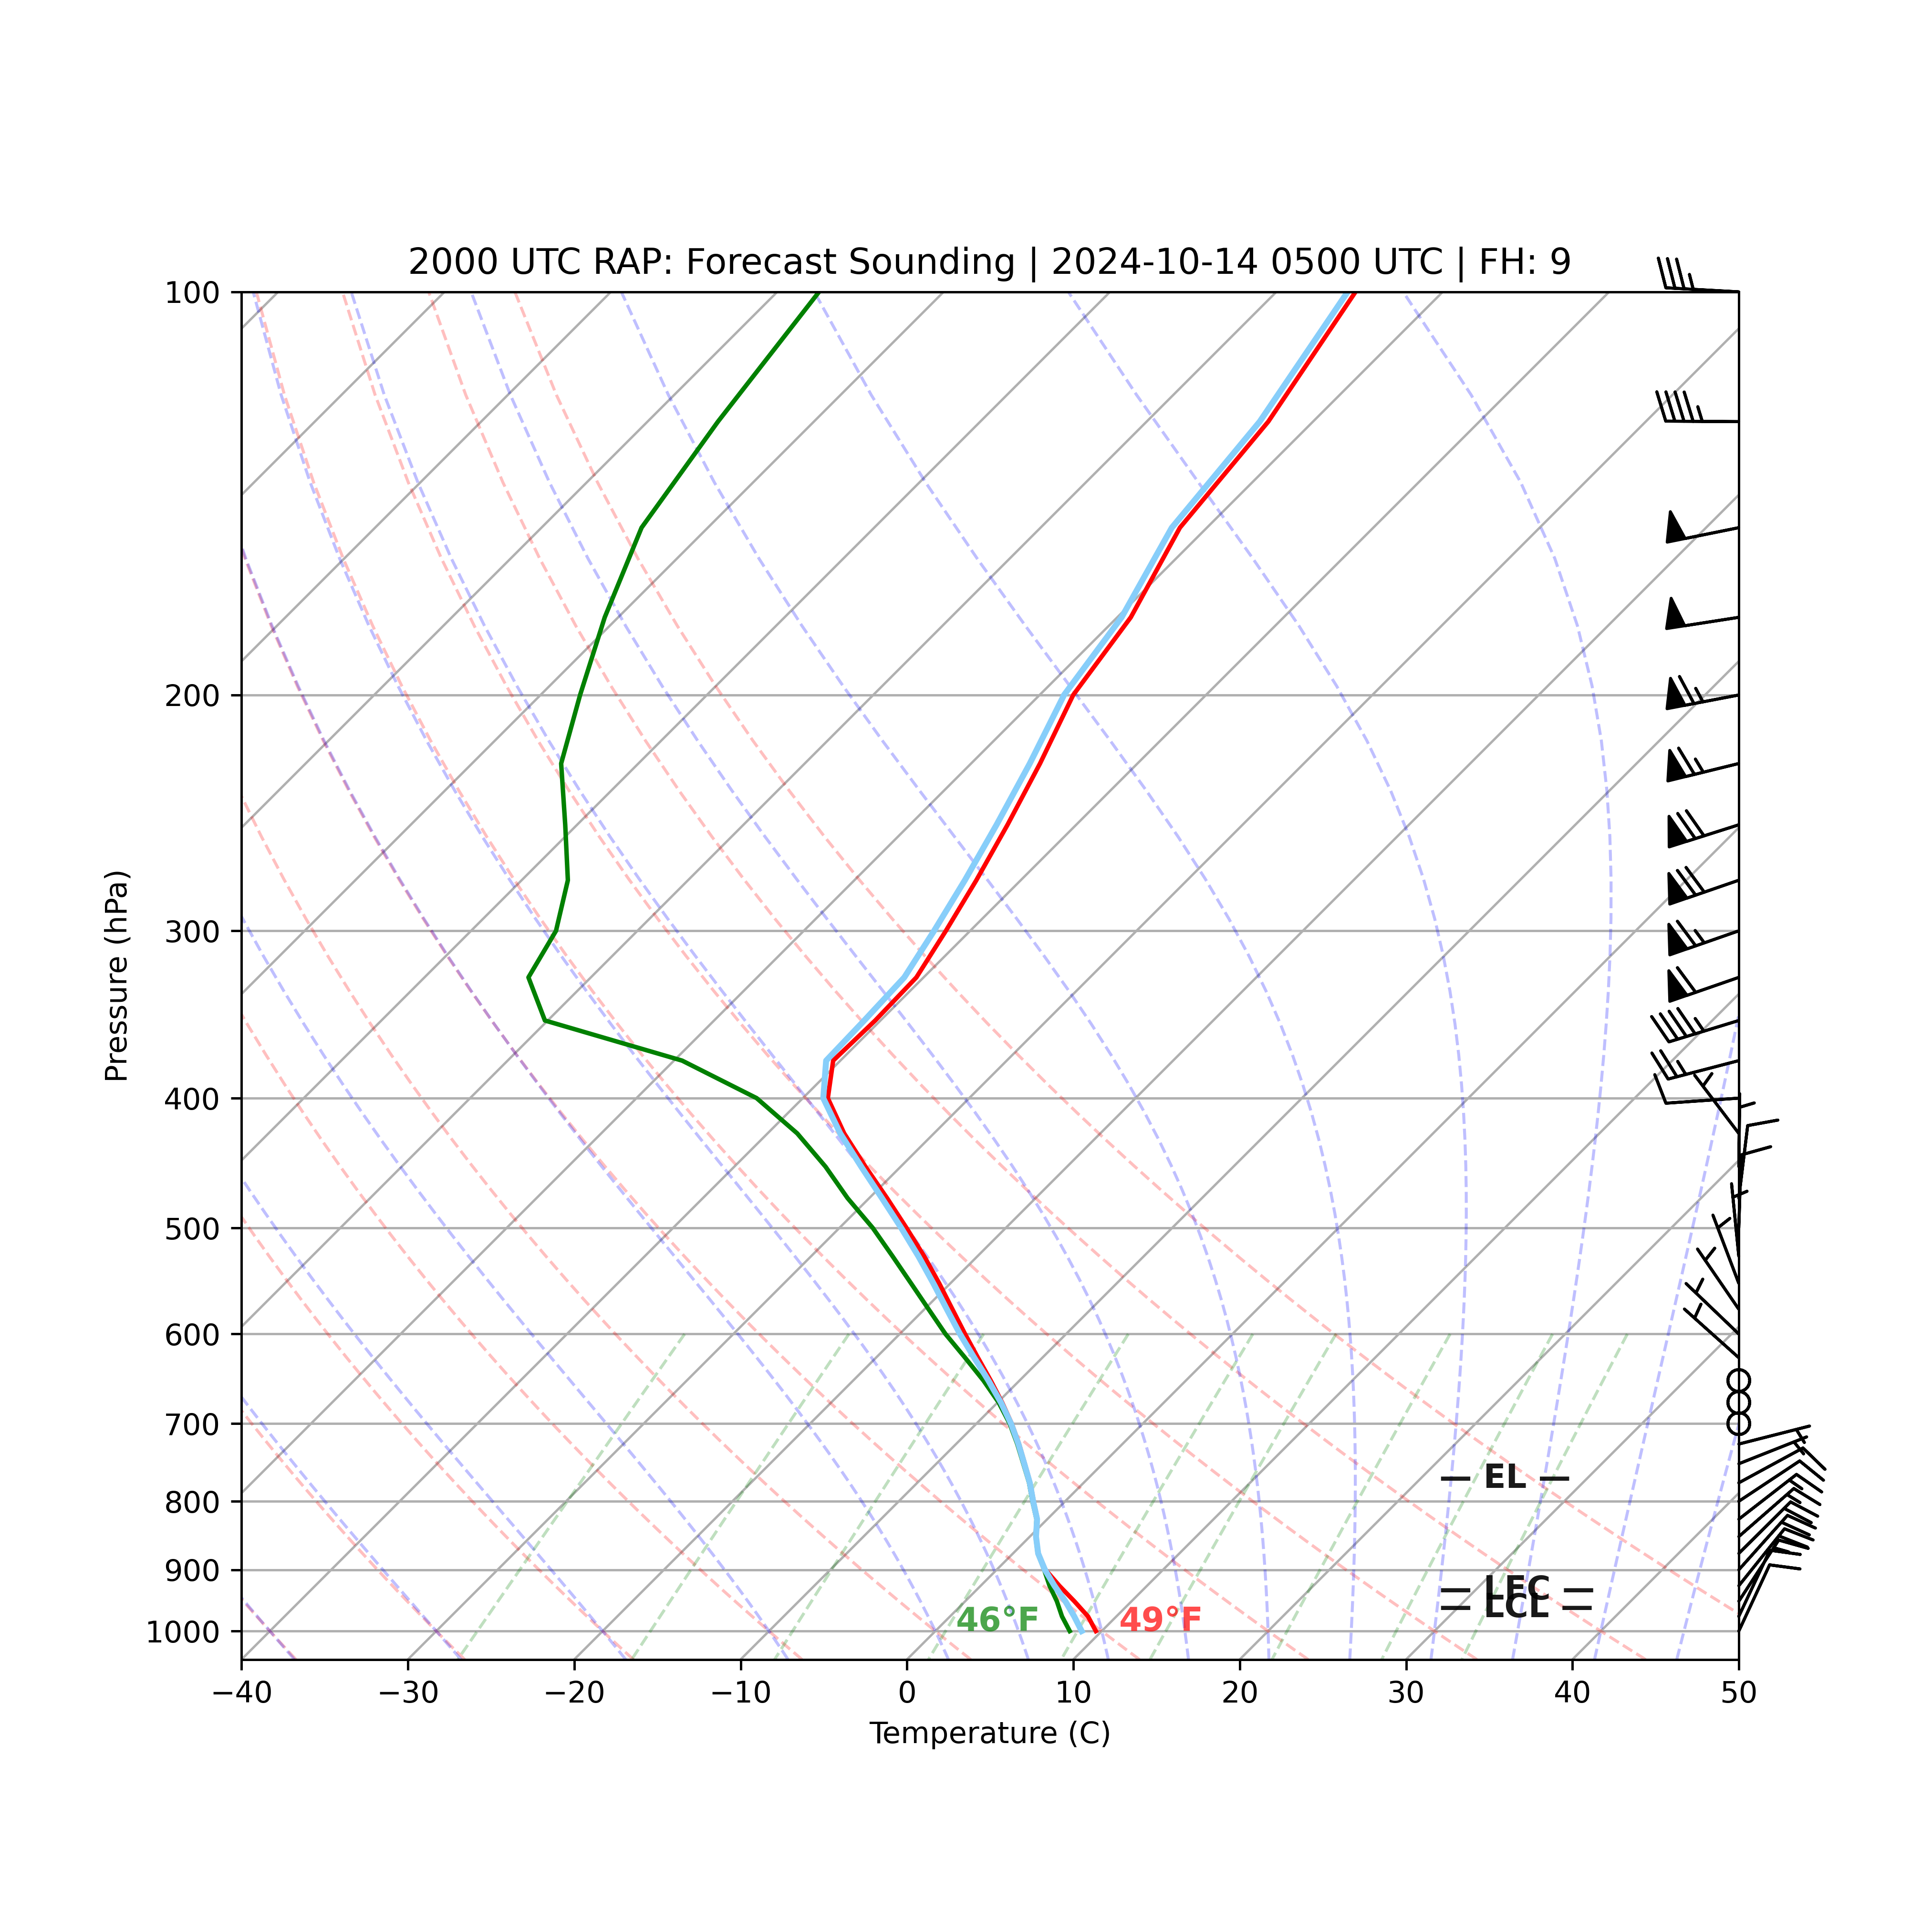 2000 UTC RAP: Forecast Sounding | 2024-10-14 0500 UTC | FH: 9
100
200
300
400
500
600
700
800
900
1000
Pressure (hPa)
— EL —
— LFC —
— LCL —
46°F 49°F
−40 −30 −20 −10 0 10 20 30 40 50
Temperature (C)